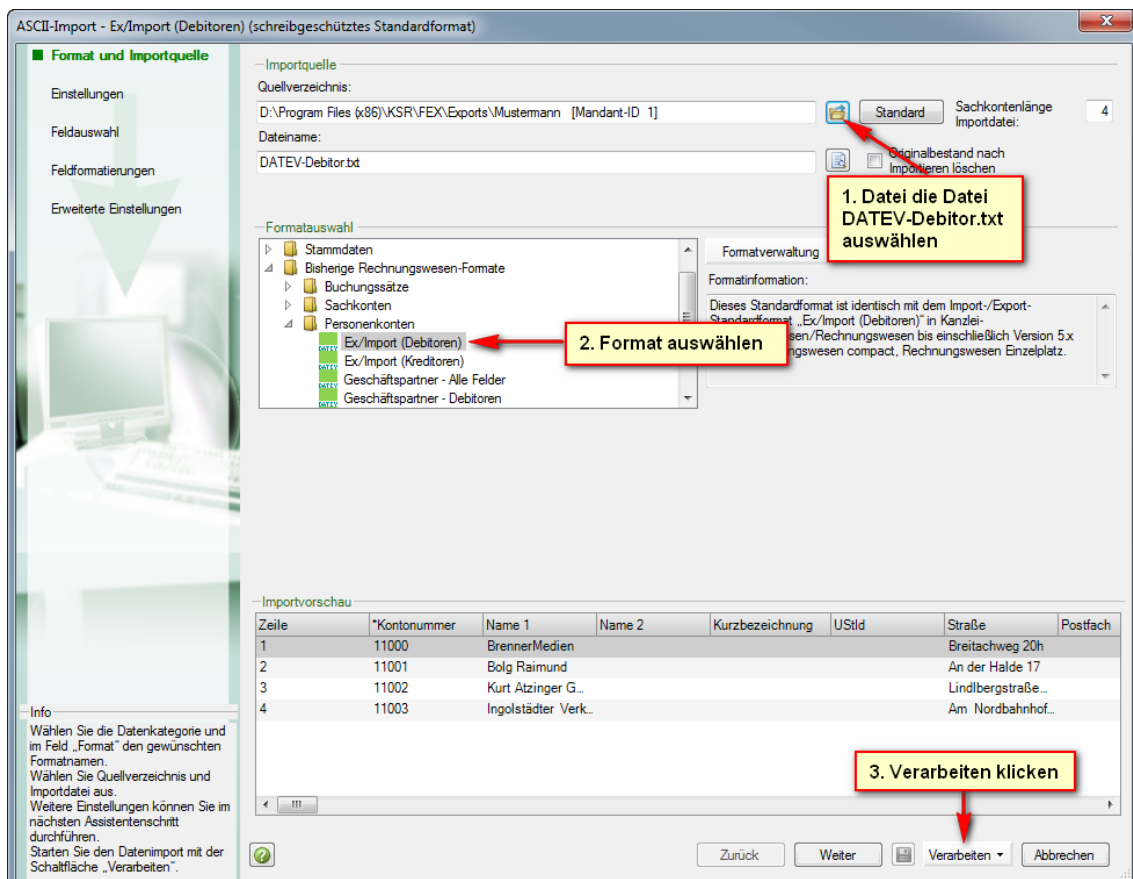 ASCII-Import - Ex/Import (Debitoren) (schreibgeschütztes Standardformat)
Format und Importquelle
Einstellungen
Feldauswahl
Feldformatierungen
Erweiterte Einstellungen
Importquelle
Quellverzeichnis:
D:\Program Files (x86)\KSR\FEX\Exports\Mustermann [Mandant-ID 1]
Standard
Sachkontenlänge
Importdatei:
4
Dateiname:
DATEV-Debitor.txt
Originalbestand nach
Importieren löschen
1. Datei die Datei
DATEV-Debitor.txt
auswählen
Formatauswahl
Stammdaten
Bisherige Rechnungswesen-Formate
Buchungssätze
Sachkonten
Personenkonten
DATEV Ex/Import (Debitoren)
DATEV Ex/Import (Kreditoren)
DATEV Geschäftspartner - Alle Felder
DATEV Geschäftspartner - Debitoren
2. Format auswählen
Formatverwaltung
Formatinformation:
Dieses Standardformat ist identisch mit dem Import-/Export-
Standardformat „Ex/Import (Debitoren)“ in Kanzlei-
sen/Rechnungswesen bis einschließlich Version 5.x
ngswesen compact, Rechnungswesen Einzelplatz.
Importvorschau
Zeile *Kontonummer Name 1 Name 2 Kurzbezeichnung UStId Straße Postfach
1 11000 BrennerMedien Breitachweg 20h
2 11001 Bolg Raimund An der Halde 17
3 11002 Kurt Atzinger G... Lindlbergstraße...
4 11003 Ingolstädter Verk... Am Nordbahnhof...
3. Verarbeiten klicken
Info
Wählen Sie die Datenkategorie und
im Feld „Format“ den gewünschten
Formatnamen.
Wählen Sie Quellverzeichnis und
Importdatei aus.
Weitere Einstellungen können Sie im
nächsten Assistentenschritt
durchführen.
Starten Sie den Datenimport mit der
Schaltfläche „Verarbeiten“.
Zurück
Weiter
Verarbeiten
Abbrechen